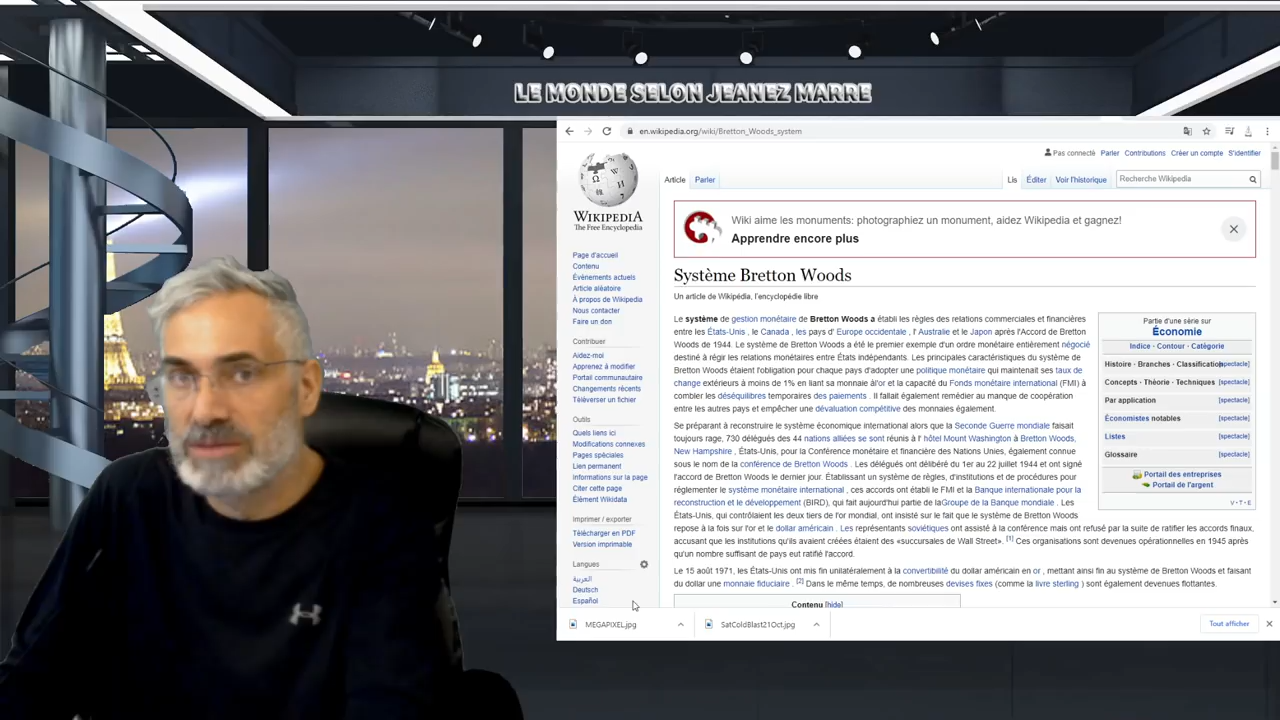 LE MONDE SELON JEANEZ MARRE
en.wikipedia.org/wiki/Bretton_Woods_system
Pas connecté Parler Contributions Créer un compte S'identifier
Article Parler Lis Éditer Voir l'historique Recherche Wikipedia
WIKIPEDIA
The Free Encyclopedia
Wiki aime les monuments: photographiez un monument, aidez Wikipedia et gagnez!
Apprendre encore plus
Page d'accueil
Contenu
Événements actuels
Article aléatoire
À propos de Wikipedia
Nous contacter
Faire un don
Contribuer
Aidez-moi
Apprenez à modifier
Portail communautaire
Changements récents
Téléverser un fichier
Outils
Quels liens ici
Modifications connexes
Pages spéciales
Lien permanent
Informations sur la page
Citer cette page
Élément Wikidata
Imprimer / exporter
Télécharger en PDF
Version imprimable
Langues
العربية
Deutsch
Español
Système Bretton Woods
Un article de Wikipédia, l'encyclopédie libre
Le système de gestion monétaire de Bretton Woods a établi les règles des relations commerciales et financières
entre les États-Unis , le Canada , les pays d' Europe occidentale , l' Australie et le Japon après l'Accord de Bretton
Woods de 1944. Le système de Bretton Woods a été le premier exemple d'un ordre monétaire entièrement négocié
destiné à régir les relations monétaires entre États indépendants. Les principales caractéristiques du système de
Bretton Woods étaient l'obligation pour chaque pays d'adopter une politique monétaire qui maintenait ses taux de
change extérieurs à moins de 1% en liant sa monnaie à l'or et la capacité du Fonds monétaire international (FMI) à
combler les déséquilibres temporaires des paiements . Il fallait également remédier au manque de coopération
entre les autres pays et empêcher une dévaluation compétitive des monnaies également.
Se préparant à reconstruire le système économique international alors que la Seconde Guerre mondiale faisait
toujours rage, 730 délégués des 44 nations alliées se sont réunis à l' hôtel Mount Washington à Bretton Woods,
New Hampshire , États-Unis, pour la Conférence monétaire et financière des Nations Unies, également connue
sous le nom de la conférence de Bretton Woods . Les délégués ont délibéré du 1er au 22 juillet 1944 et ont signé
l'accord de Bretton Woods le dernier jour. Établissant un système de règles, d'institutions et de procédures pour
réglementer le système monétaire international , ces accords ont établi le FMI et la Banque internationale pour la
reconstruction et le développement (BIRD), qui fait aujourd'hui partie de laGroupe de la Banque mondiale . Les
États-Unis, qui contrôlaient les deux tiers de l'or mondial, ont insisté sur le fait que le système de Bretton Woods
repose à la fois sur l'or et le dollar américain . Les représentants soviétiques ont assisté à la conférence mais ont refusé par la suite de ratifier les accords finaux,
accusant que les institutions qu'ils avaient créées étaient des «succursales de Wall Street». [1] Ces organisations sont devenues opérationnelles en 1945 après
qu'un nombre suffisant de pays eut ratifié l'accord.
Le 15 août 1971, les États-Unis ont mis fin unilatéralement à la convertibilité du dollar américain en or , mettant ainsi fin au système de Bretton Woods et faisant
du dollar une monnaie fiduciaire . [2] Dans le même temps, de nombreuses devises fixes (comme la livre sterling ) sont également devenues flottantes.
Contenu [hide]
Partie d'une série sur
Économie
Indice · Contour · Catégorie
Histoire · Branches · Classification [spectacle]
Concepts · Théorie · Techniques [spectacle]
Par application [spectacle]
Économistes notables [spectacle]
Listes [spectacle]
Glossaire [spectacle]
Portail des entreprises
Portail de l'argent
V · T · E
MEGAPIXEL.jpg SatColdBlast21Oct.jpg Tout afficher